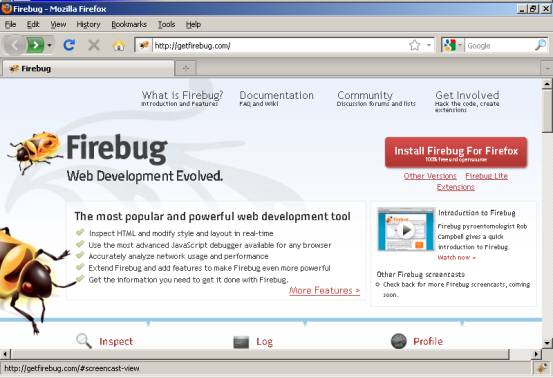 Firebug - Mozilla Firefox
File Edit View History Bookmarks Tools Help
http://getfirebug.com/
Google
Firebug
What is Firebug? Documentation Community Get Involved
Introduction and Features FAQ and Wiki Discussion forums and lists Hack the code, create
extensions
Firebug
Web Development Evolved.
Install Firebug For Firefox
100% free and opensource
Other Versions Firebug Lite
Extensions
The most popular and powerful web development tool
Inspect HTML and modify style and layout in real-time
Use the most advanced JavaScript debugger available for any browser
Accurately analyze network usage and performance
Extend Firebug and add features to make Firebug even more powerful
Get the information you need to get it done with Firebug.
More Features »
Introduction to Firebug
Firebug pyroentomologist Rob
Campbell gives a quick
introduction to Firebug.
Watch now »
Other Firebug screencasts
Check back for more Firebug screencasts, coming
soon.
Inspect Log Profile
http://getfirebug.com/#screencast-view